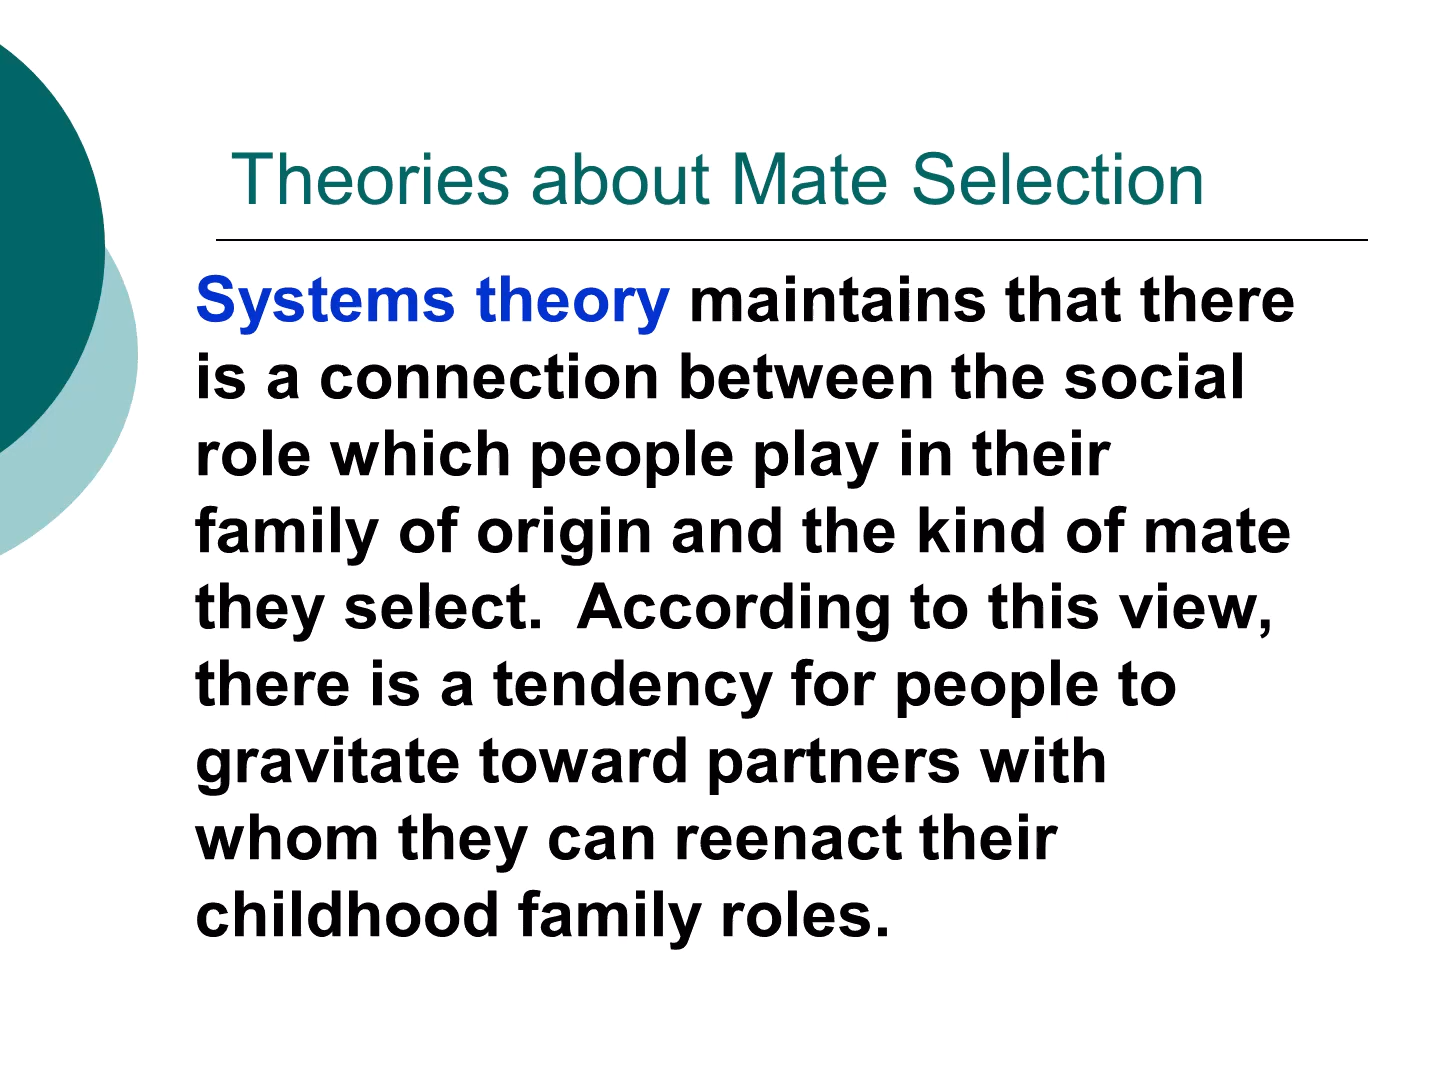 Theories about Mate Selection
Systems theory maintains that there
is a connection between the social
role which people play in their
family of origin and the kind of mate
they select.  According to this view,
there is a tendency for people to
gravitate toward partners with
whom they can reenact their
childhood family roles.